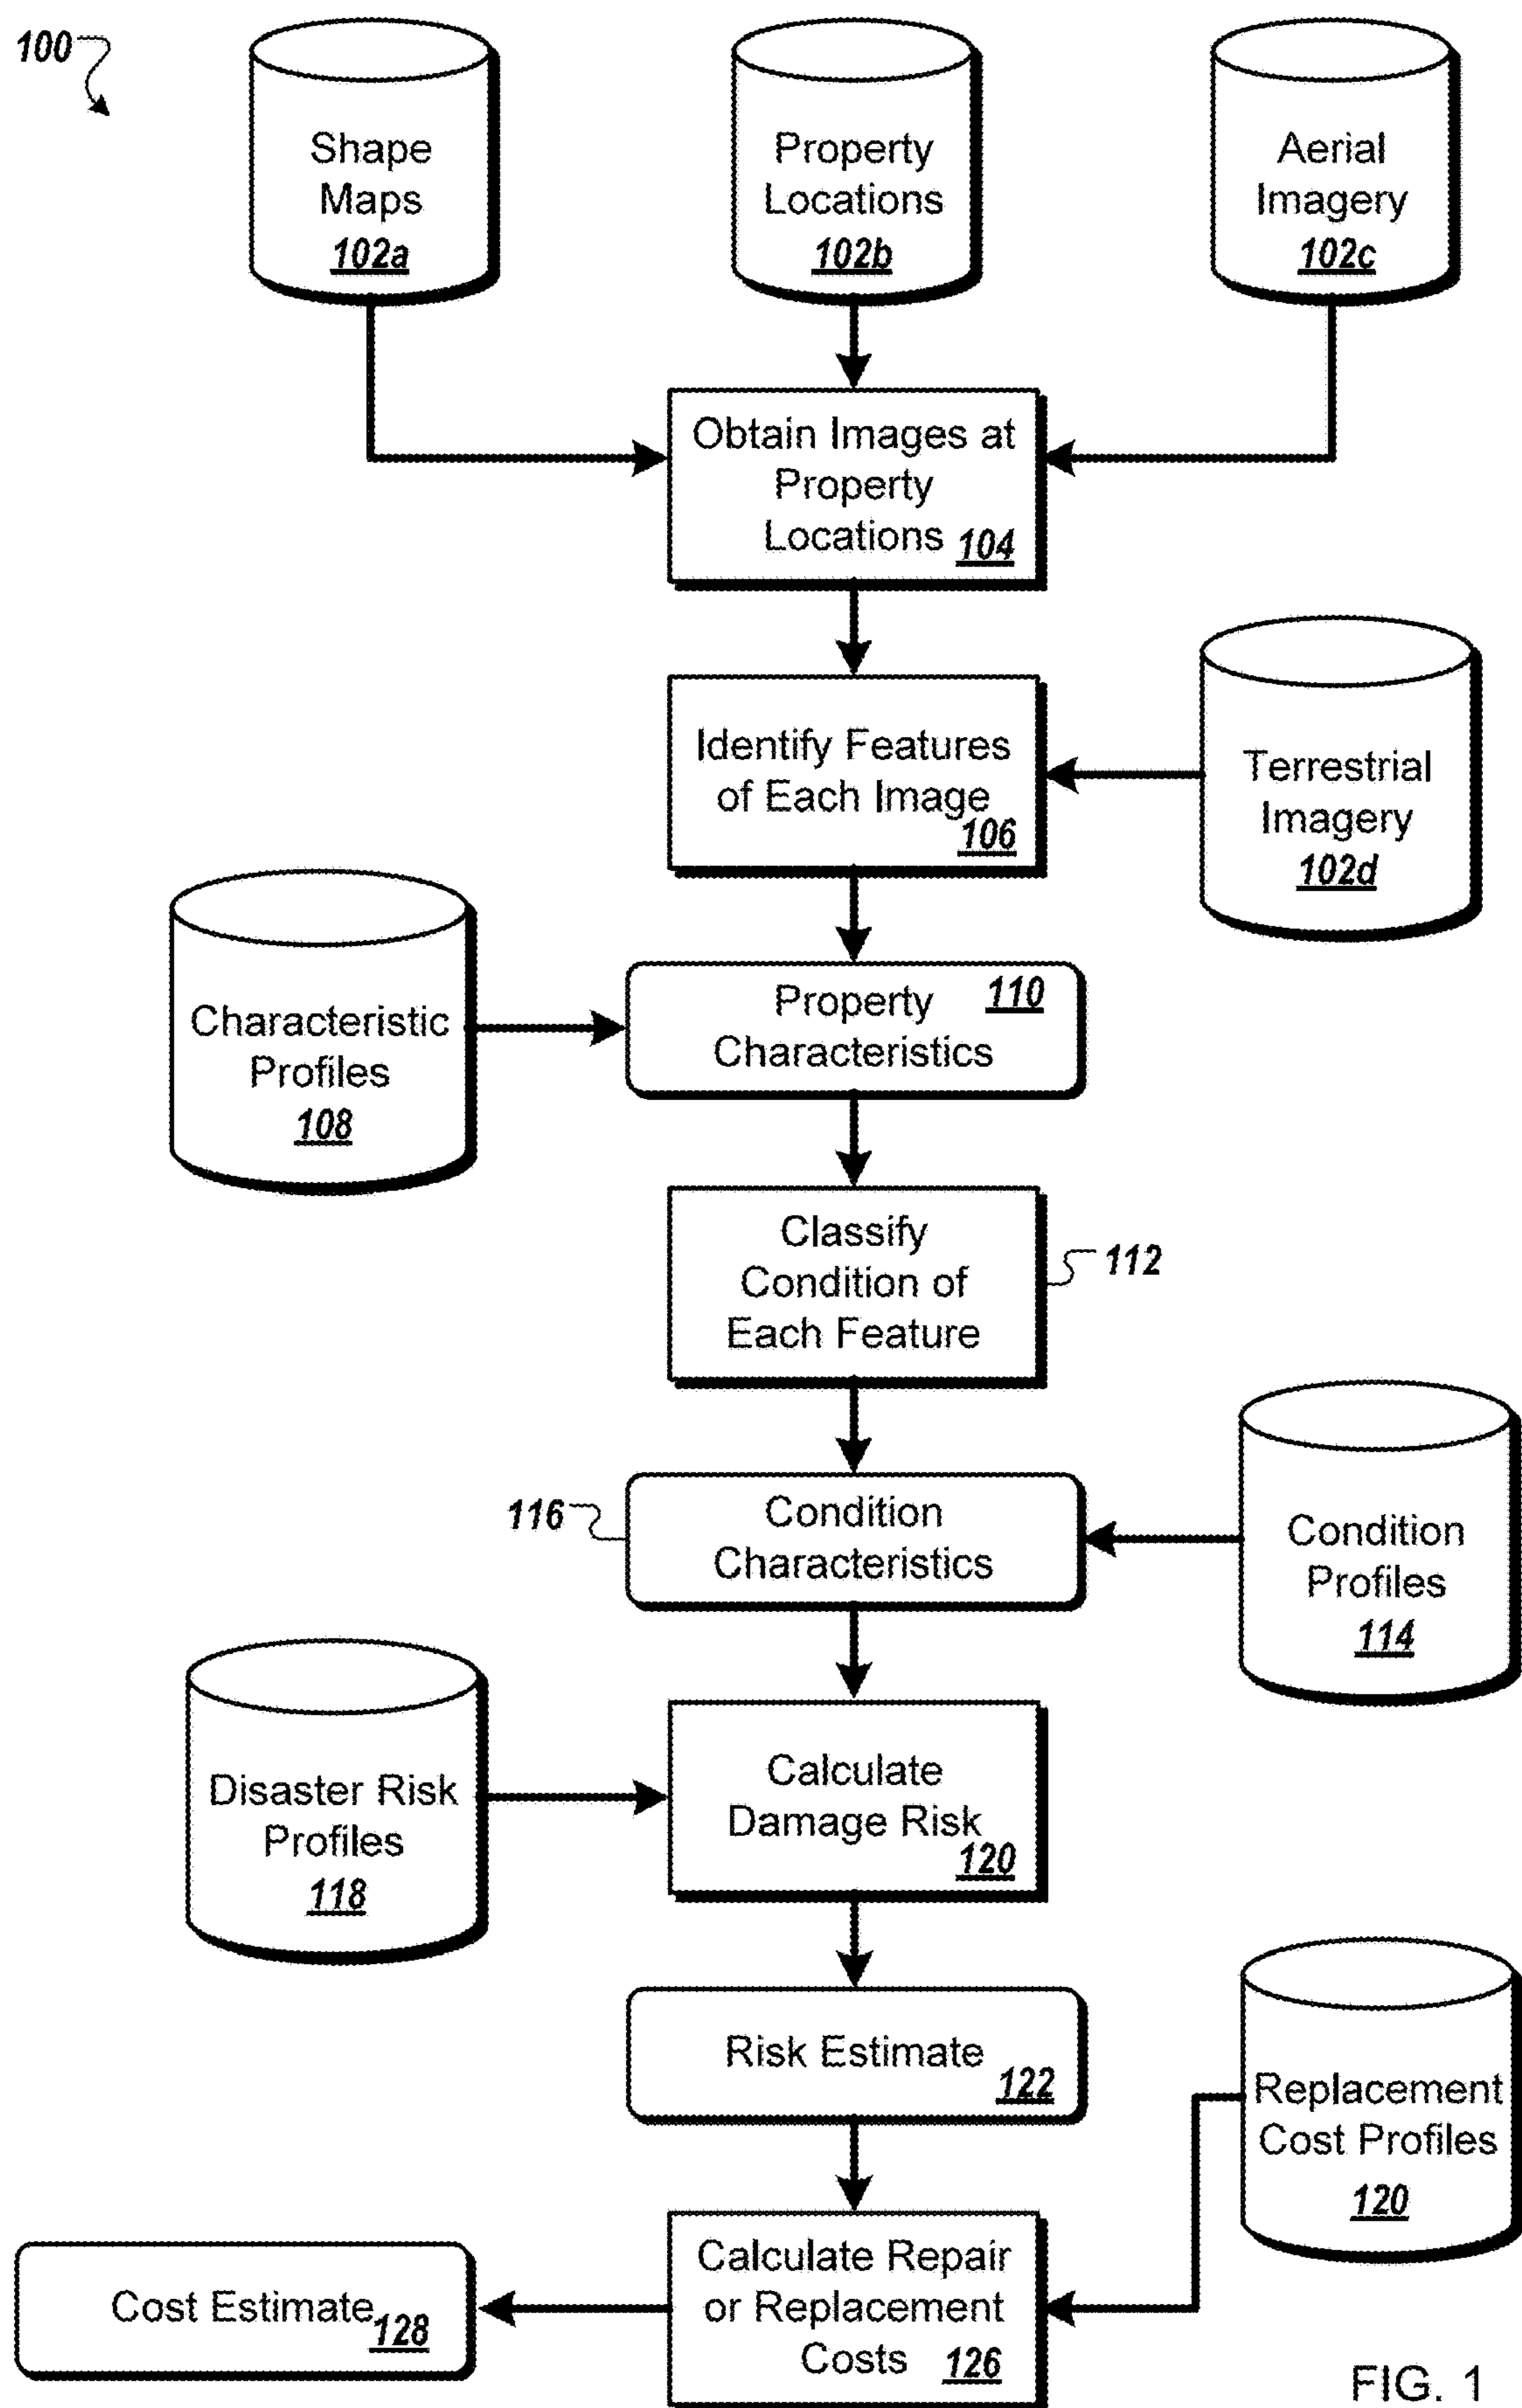 100
Shape
Maps
102a
Property
Locations
102b
Aerial
Imagery
102c
Obtain Images at
Property
Locations 104
Identify Features
of Each Image
106
Terrestrial
Imagery
102d
Characteristic
Profiles
108
Property 110
Characteristics
Classify
Condition of
Each Feature
112
116
Condition
Characteristics
Condition
Profiles
114
Disaster Risk
Profiles
118
Calculate
Damage Risk
120
Risk Estimate
122
Replacement
Cost Profiles
120
Calculate Repair
or Replacement
Costs 126
Cost Estimate 128
FIG. 1